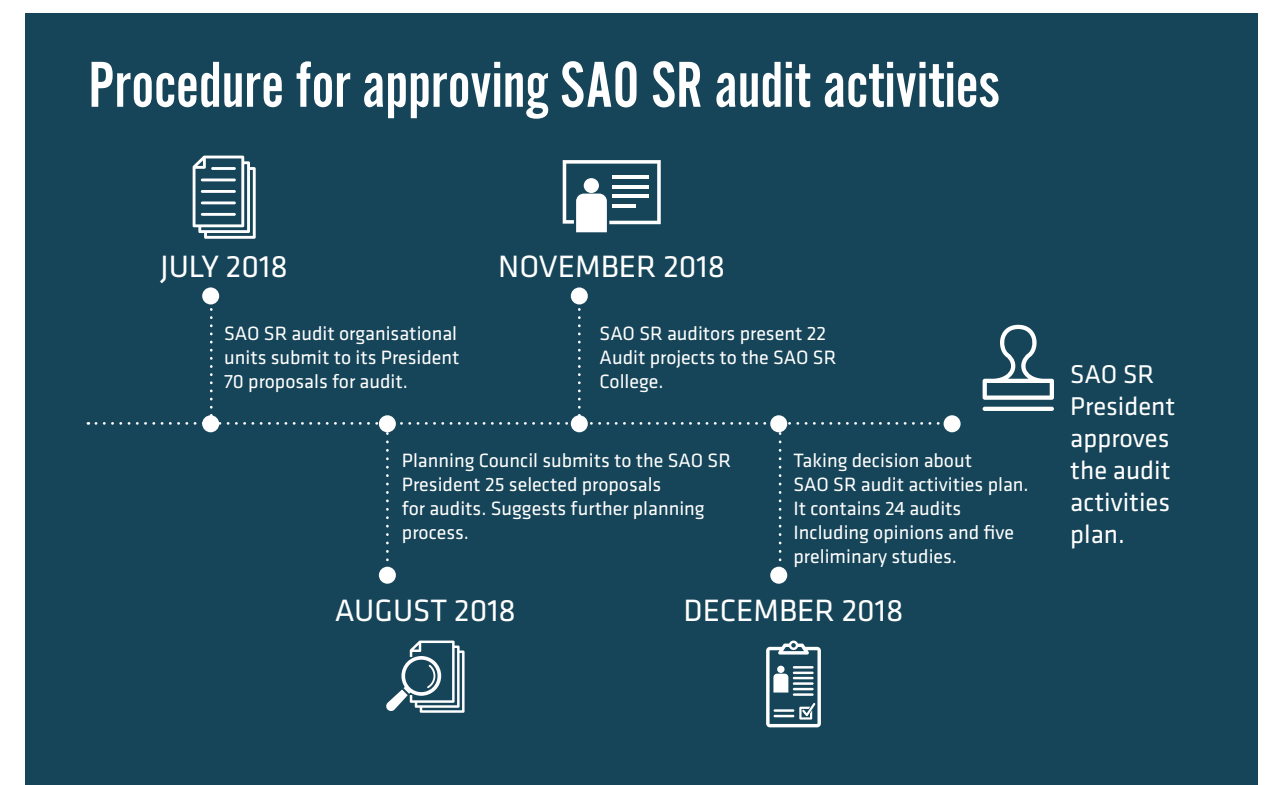 Procedure for approving SAO SR audit activities
JULY 2018
SAO SR audit organisational
units submit to its President
70 proposals for audit.
AUGUST 2018
Planning Council submits to the SAO SR
President 25 selected proposals
for audits. Suggests further planning
process.
NOVEMBER 2018
SAO SR auditors present 22
Audit projects to the SAO SR
College.
DECEMBER 2018
Taking decision about
SAO SR audit activities plan.
It contains 24 audits
Including opinions and five
preliminary studies.
SAO SR
President
approves
the audit
activities
plan.